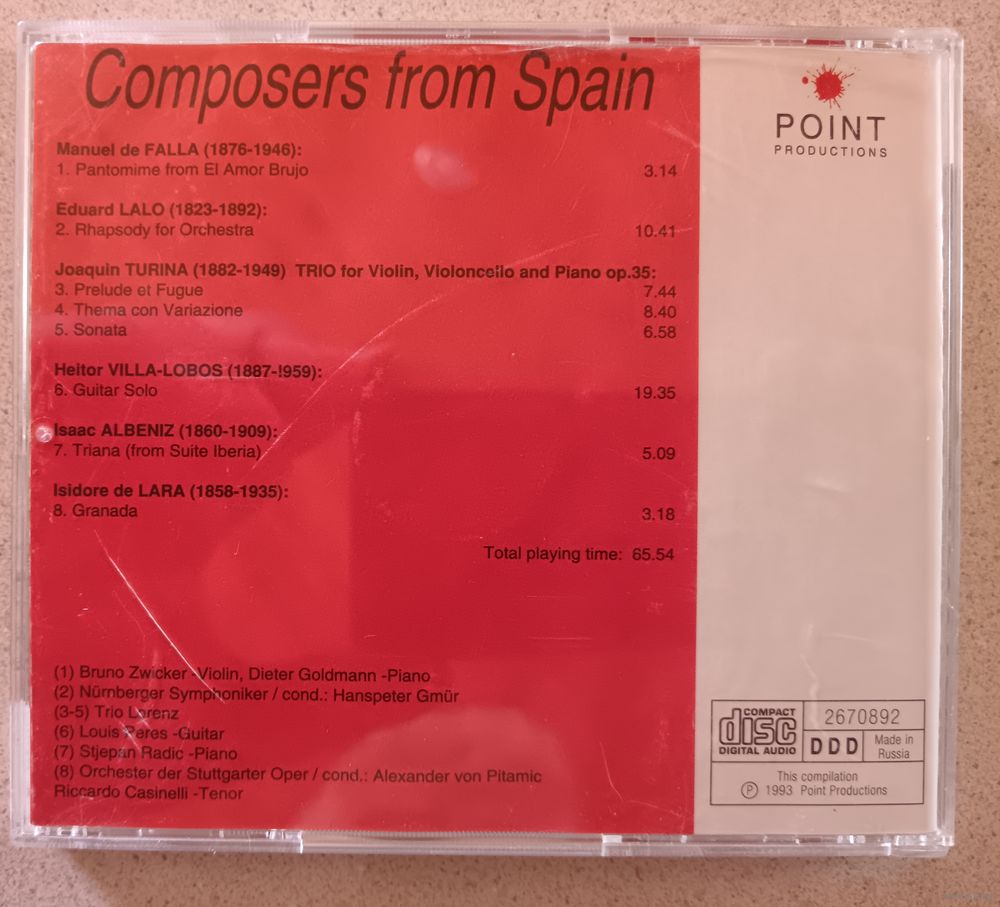 Composers from Spain
Manuel de FALLA (1876-1946):
1. Pantomime from El Amor Brujo 3.14
Eduard LALO (1823-1892):
2. Rhapsody for Orchestra 10.41
Joaquin TURINA (1882-1949) TRIO for Violin, Violoncello and Piano op.35:
3. Prelude et Fugue 7.44
4. Thema con Variazione 8.40
5. Sonata 6.58
Heitor VILLA-LOBOS (1887-!959):
6. Guitar Solo 19.35
Isaac ALBENIZ (1860-1909):
7. Triana (from Suite Iberia) 5.09
Isidore de LARA (1858-1935):
8. Granada 3.18
Total playing time: 65.54
(1) Bruno Zwicker -Violin, Dieter Goldmann -Piano
(2) Nürnberger Symphoniker / cond.: Hanspeter Gmür
(3-5) Trio Lorenz
(6) Louis Peres -Guitar
(7) Stjepan Radic -Piano
(8) Orchester der Stuttgarter Oper / cond.: Alexander von Pitamic
Riccardo Casinelli -Tenor
POINT
PRODUCTIONS
COMPACT
disc
DIGITAL AUDIO
2670892
DDD
Made in
Russia
This compilation
Ⓟ 1993 Point Productions